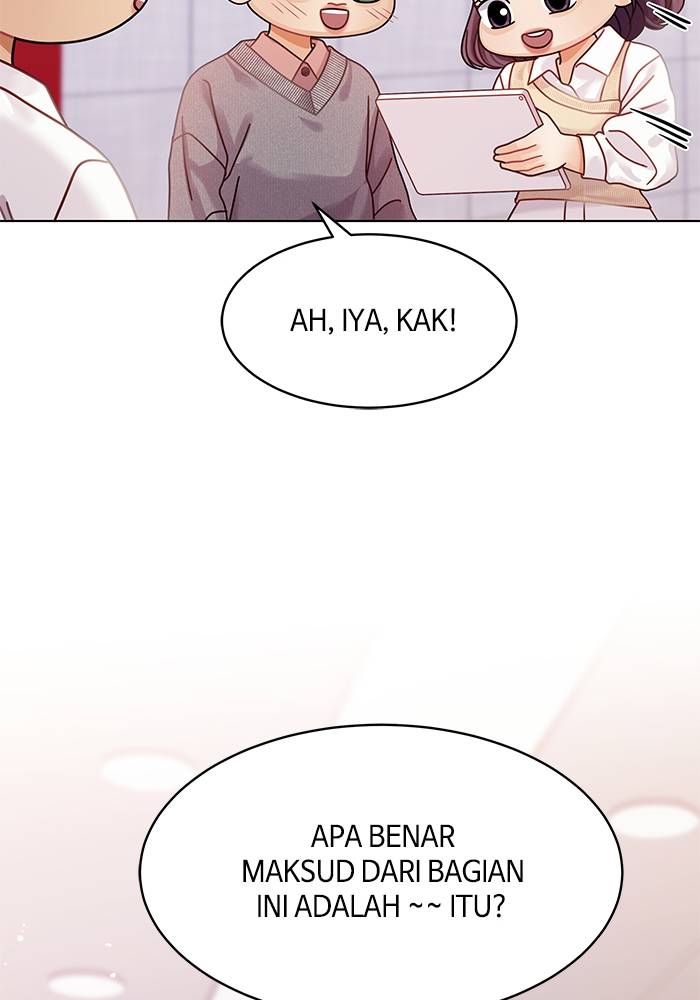 AH, IYA, KAK!
APA BENAR
MAKSUD DARI BAGIAN
INI ADALAH ~~ ITU?